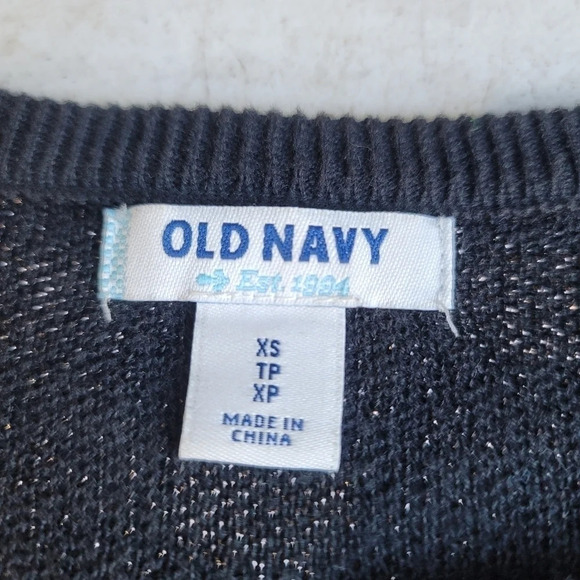 OLD NAVY
Est. 1994
XS
TP
XP
MADE IN
CHINA